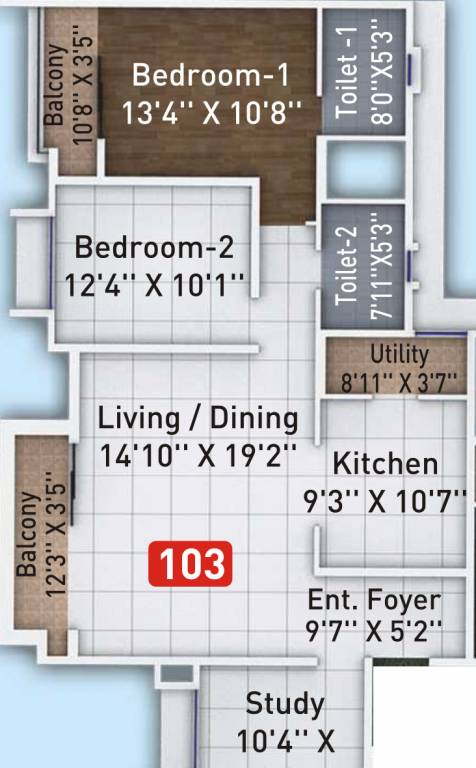 Balcony
10'8" X 3'5"
Bedroom-1
13'4'' X 10'8''
Toilet -1
8'0"X5'3"
Bedroom-2
12'4'' X 10'1''
Toilet-2
7'11"X5'3"
Utility
8'11" X 3'7"
Living / Dining
14'10" X 19'2''
Kitchen
9'3" X 10'7"
Balcony
12'3" X 3'5"
103
Ent. Foyer
9'7" X 5'2"
Study
10'4" X